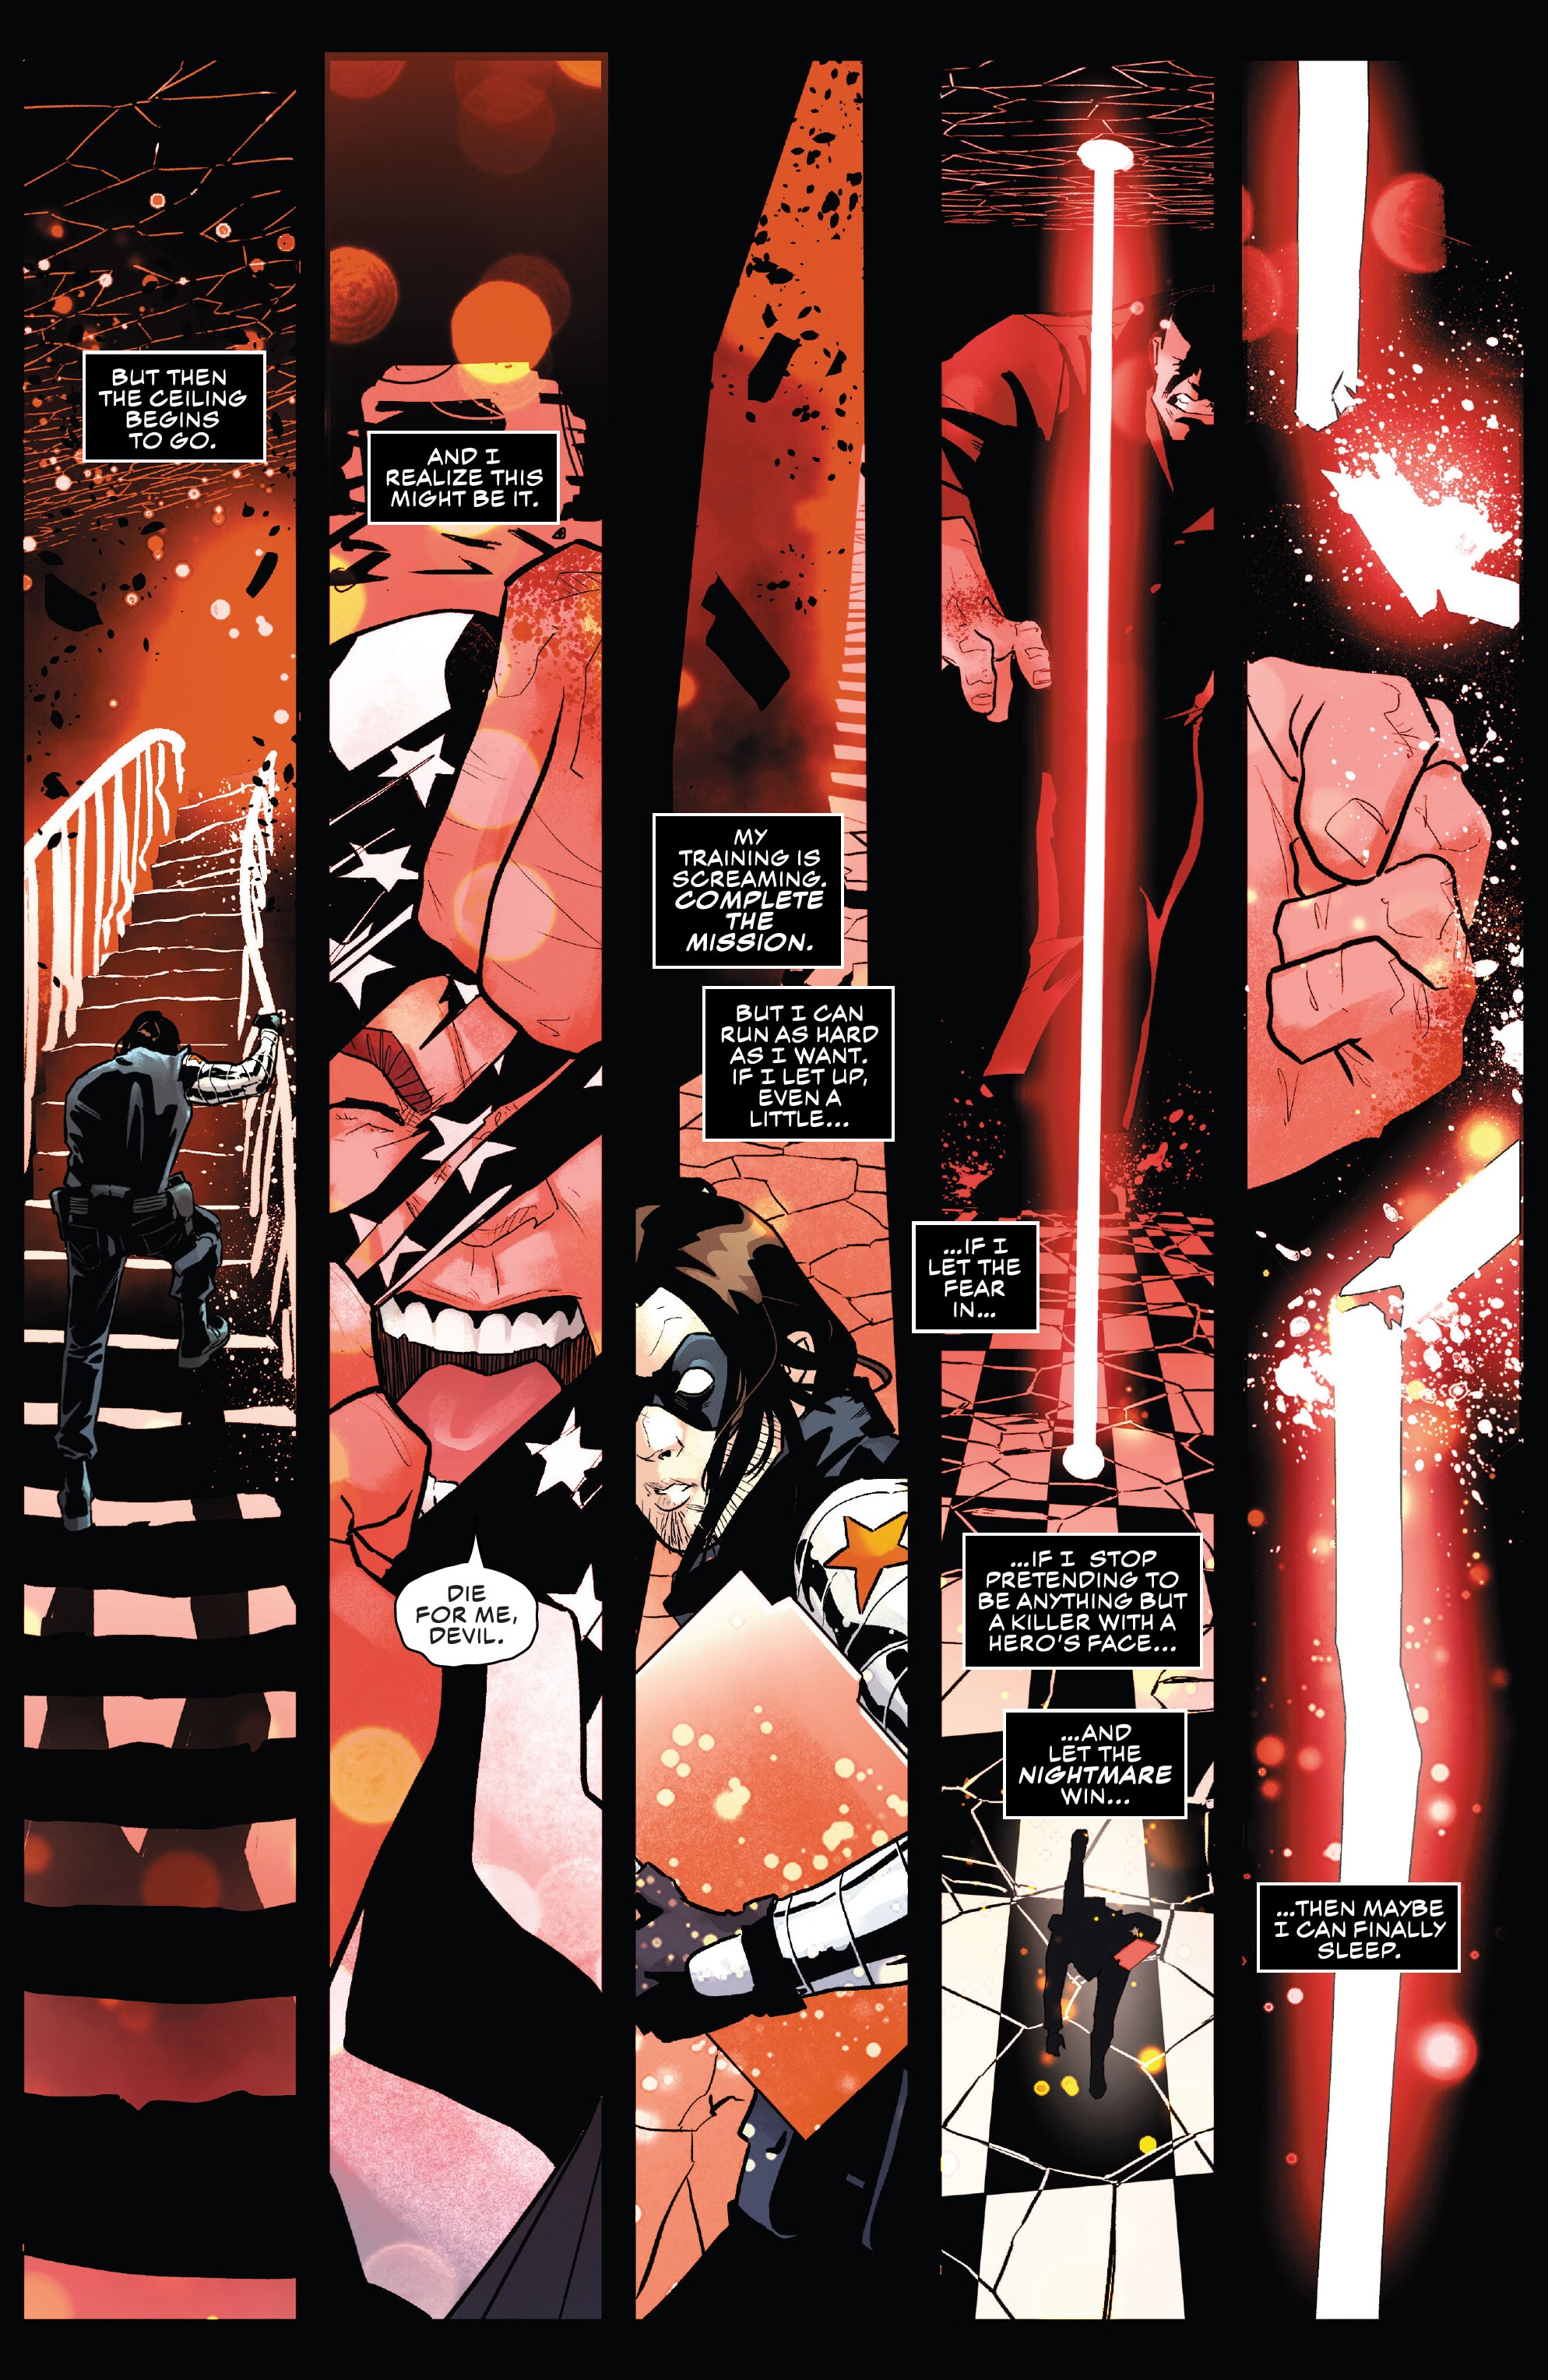 BUT THEN
THE CEILING
BEGINS
TO GO.
AND I
REALIZE THIS
MIGHT BE IT.
DIE
FOR ME,
DEVIL.
MY
TRAINING IS
SCREAMING.
COMPLETE
THE
MISSION.
BUT I CAN
RUN AS HARD
AS I WANT.
IF I LET UP,
EVEN A
LITTLE...
...IF I
LET THE
FEAR
IN...
...IF I STOP
PRETENDING TO
BE ANYTHING BUT
A KILLER WITH A
HERO'S FACE...
...AND
LET THE
NIGHTMARE
WIN...
...THEN MAYBE
I CAN FINALLY
SLEEP.